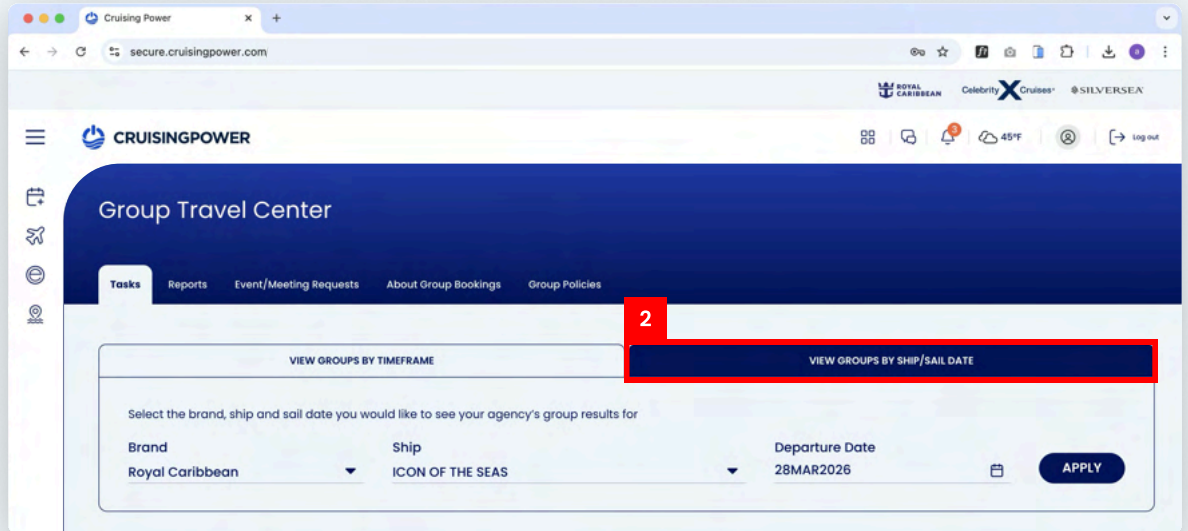 Cruising Power
secure.cruisingpower.com
a
ROYAL CARIBBEAN
Celebrity X Cruises
SILVERSEA
CRUISINGPOWER
3
45°F
Log out
Group Travel Center
Tasks
Reports
Event/Meeting Requests
About Group Bookings
Group Policies
2
VIEW GROUPS BY TIMEFRAME
VIEW GROUPS BY SHIP/SAIL DATE
Select the brand, ship and sail date you would like to see your agency's group results for
Brand
Ship
Departure Date
Royal Caribbean
ICON OF THE SEAS
28MAR2026
APPLY